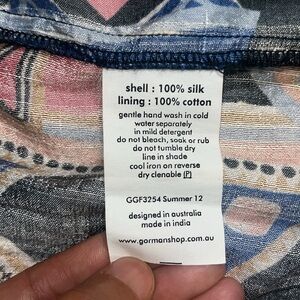 shell : 100% silk
lining : 100% cotton
gentle hand wash in cold
water separately
in mild detergent
do not bleach, soak or rub
do not tumble dry
line in shade
cool iron on reverse
dry clenable Ⓟ
GGF3254 Summer 12
designed in australia
made in india
www.gormanshop.com.au